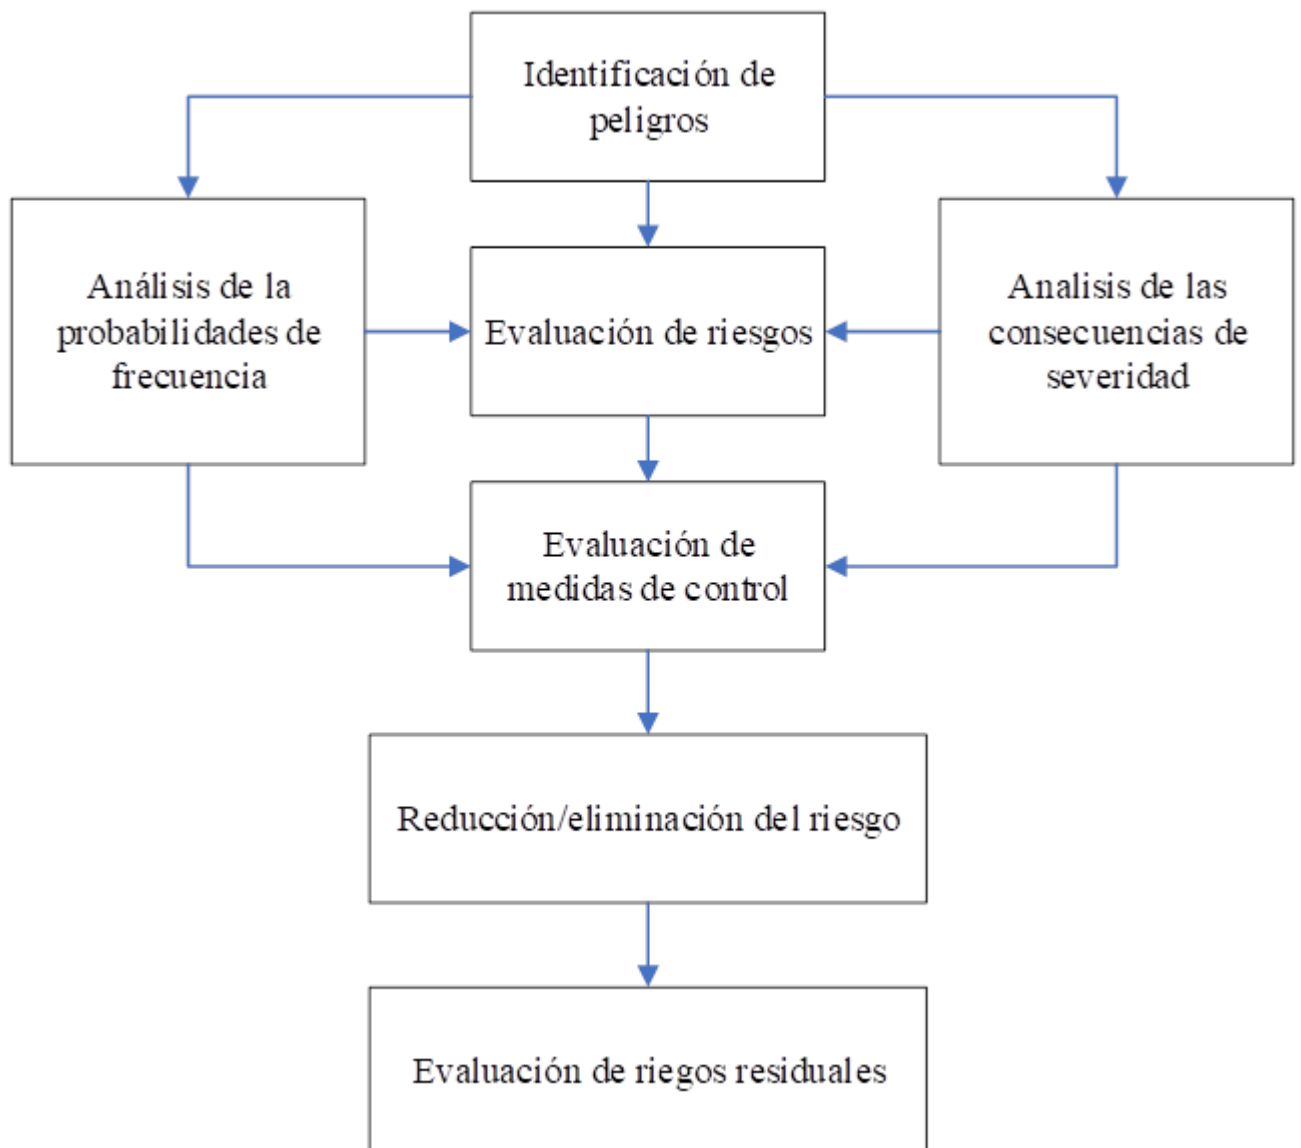 Identificación de
peligros
Análisis de la
probabilidades de
frecuencia
Evaluación de riesgos
Analisis de las
consecuencias de
severidad
Evaluación de
medidas de control
Reducción/eliminación del riesgo
Evaluación de riegos residuales